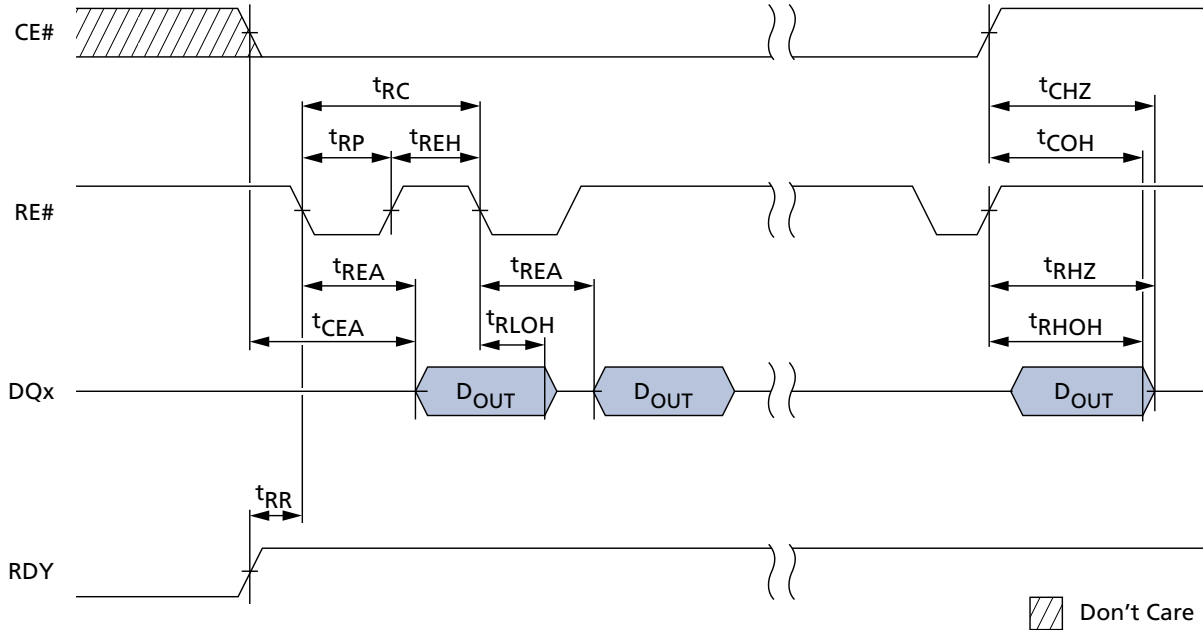 CE#
tRC
tCHZ
tRP
tREH
tCOH
RE#
tREA
tREA
tRHZ
tCEA
tRLOH
tRHOH
DQx
DOUT
DOUT
DOUT
tRR
RDY
Don't Care